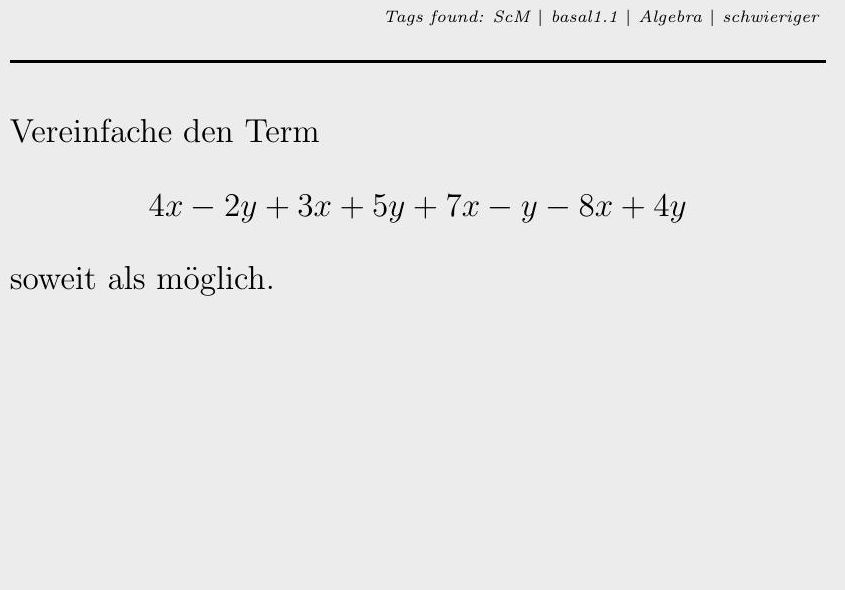 Tags found: ScM | basal1.1 | Algebra | schwieriger
Vereinfache den Term
4x − 2y + 3x + 5y + 7x − y − 8x + 4y
soweit als möglich.